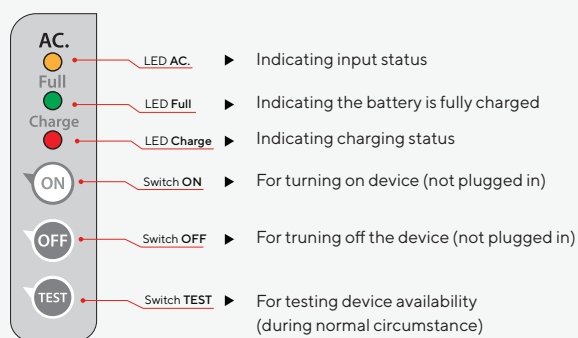 AC.
LED AC. ▶ Indicating input status
Full
LED Full ▶ Indicating the battery is fully charged
Charge
LED Charge ▶ Indicating charging status
ON
Switch ON ▶ For turning on device (not plugged in)
OFF
Switch OFF ▶ For truning off the device (not plugged in)
TEST
Switch TEST ▶ For testing device availability
(during normal circumstance)